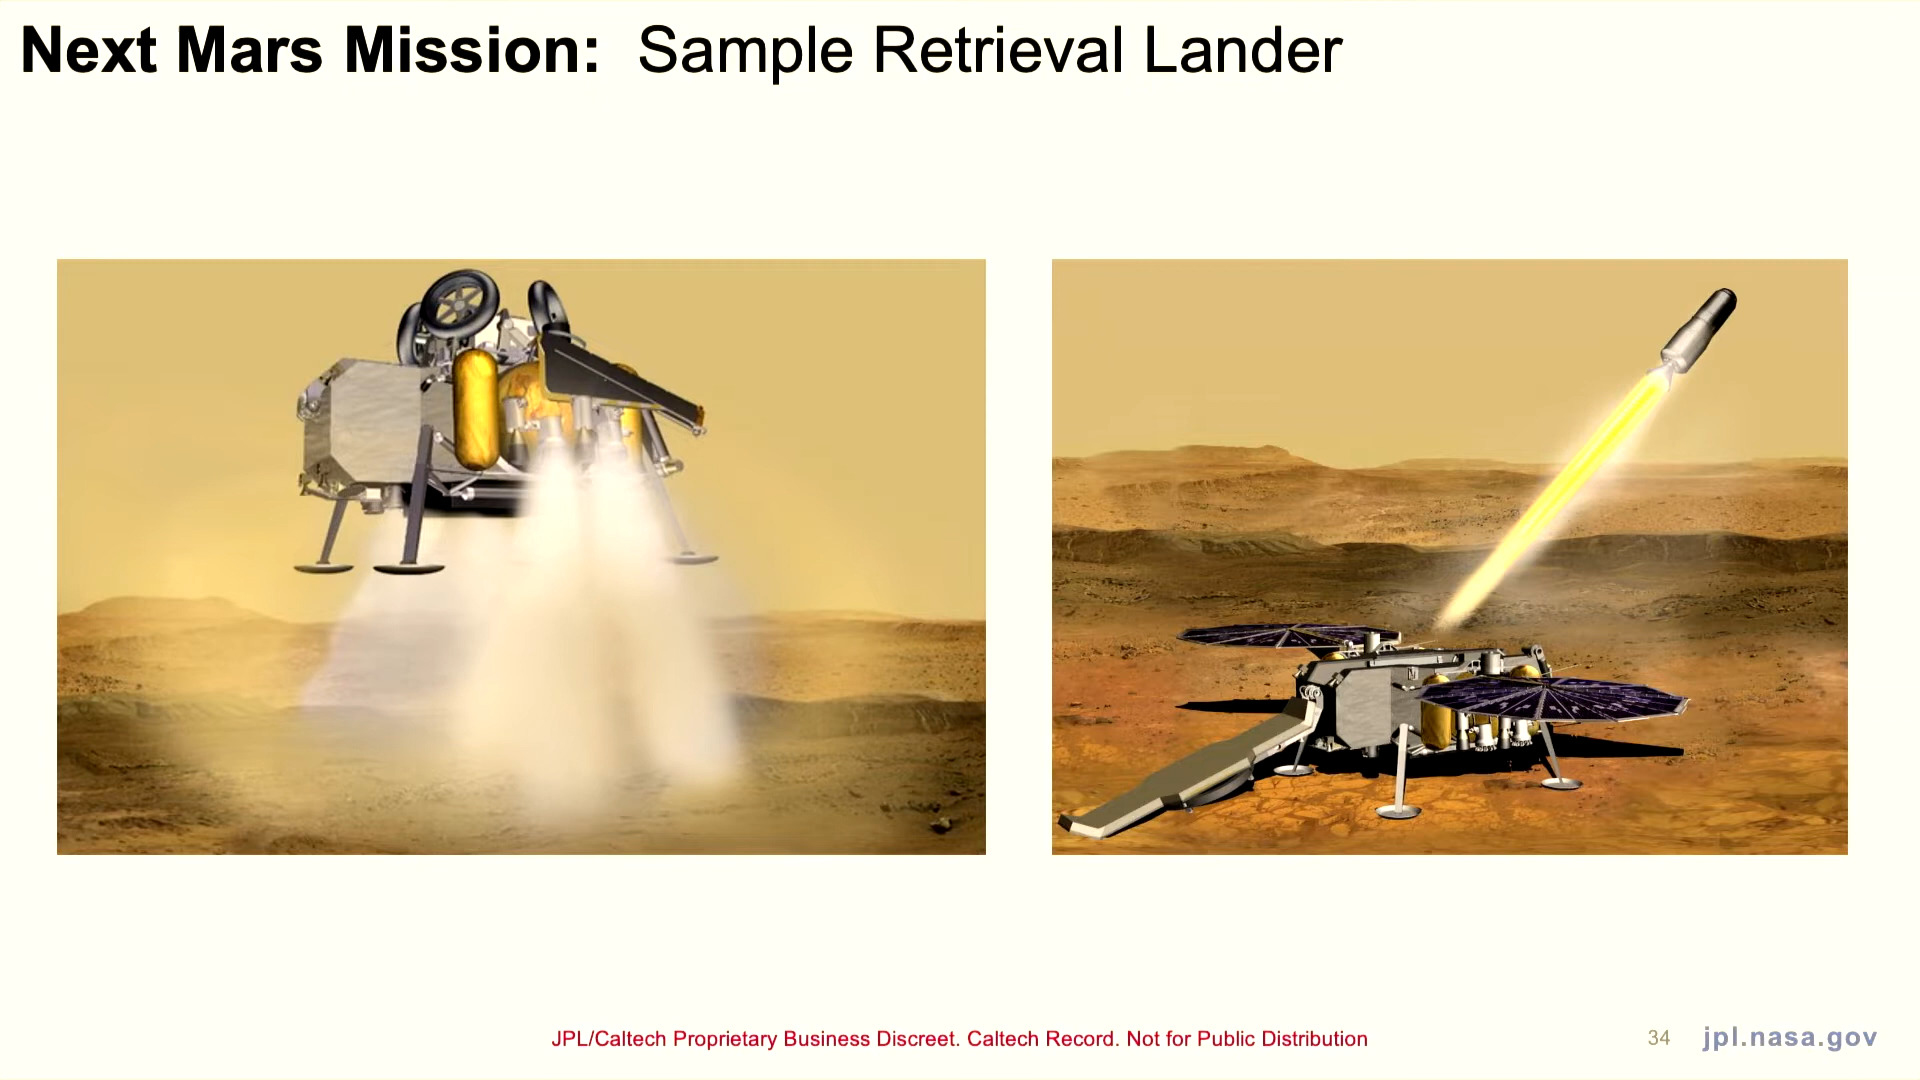 Next Mars Mission: Sample Retrieval Lander
JPL/Caltech Proprietary Business Discreet. Caltech Record. Not for Public Distribution
34
jpl.nasa.gov